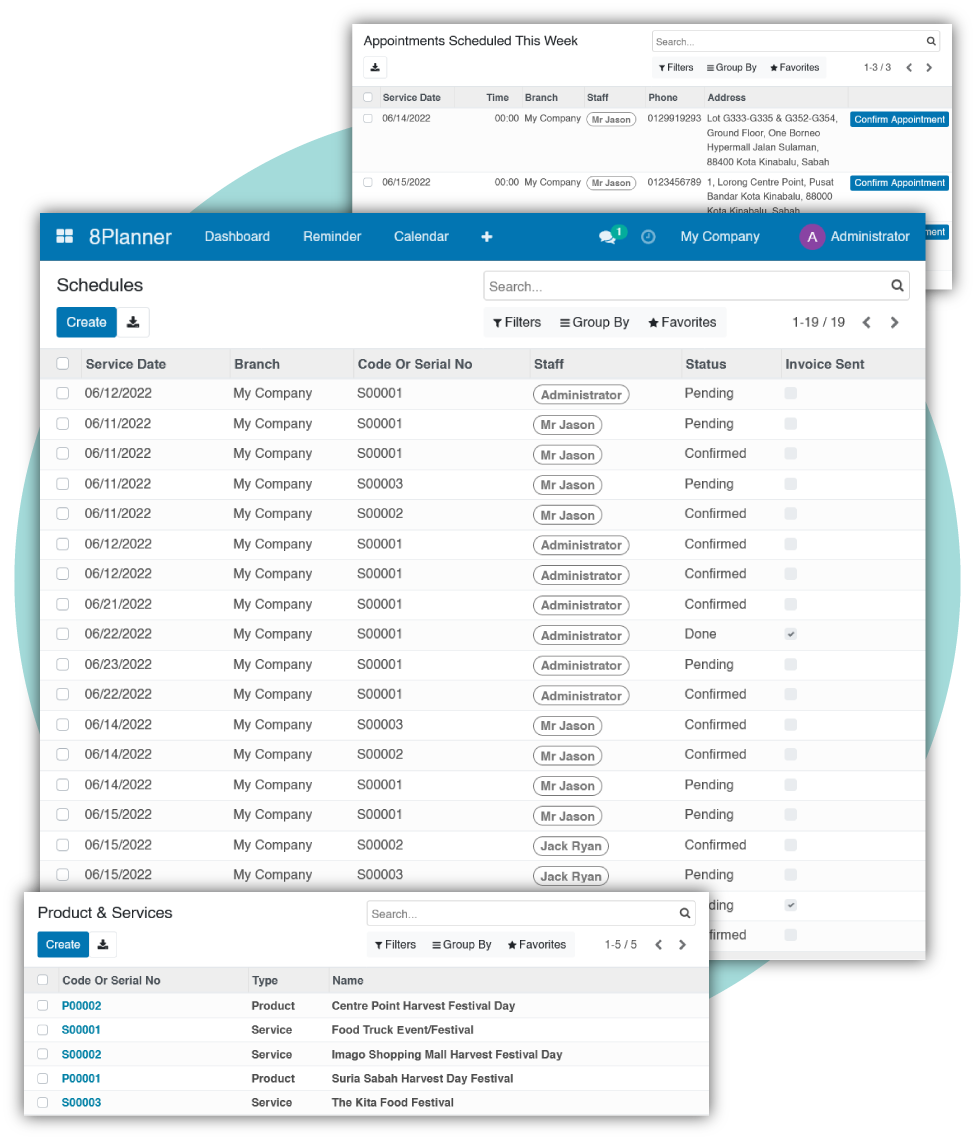 Appointments Scheduled This Week
Search...
Filters Group By Favorites 1-3 / 3
Service Date Time Branch Staff Phone Address
06/14/2022 00:00 My Company Mr Jason 0129919293 Lot G333-G335 & G352-G354, Confirm Appointment
Ground Floor, One Borneo
Hypermall Jalan Sulaman,
88400 Kota Kinabalu, Sabah
06/15/2022 00:00 My Company Mr Jason 0123456789 1, Lorong Centre Point, Pusat Confirm Appointment
Bandar Kota Kinabalu, 88000
Kota Kinabalu, Sabah
ment
8Planner Dashboard Reminder Calendar 1 My Company A Administrator
Schedules
Search...
Create Filters Group By Favorites 1-19 / 19
Service Date Branch Code Or Serial No Staff Status Invoice Sent
06/12/2022 My Company S00001 Administrator Pending
06/11/2022 My Company S00001 Mr Jason Pending
06/11/2022 My Company S00001 Mr Jason Confirmed
06/11/2022 My Company S00003 Mr Jason Pending
06/11/2022 My Company S00002 Mr Jason Confirmed
06/12/2022 My Company S00001 Administrator Confirmed
06/12/2022 My Company S00001 Administrator Confirmed
06/21/2022 My Company S00001 Administrator Confirmed
06/22/2022 My Company S00001 Administrator Done
06/23/2022 My Company S00001 Administrator Pending
06/22/2022 My Company S00001 Administrator Confirmed
06/14/2022 My Company S00003 Mr Jason Confirmed
06/14/2022 My Company S00002 Mr Jason Confirmed
06/14/2022 My Company S00001 Mr Jason Pending
06/15/2022 My Company S00001 Mr Jason Pending
06/15/2022 My Company S00002 Jack Ryan Confirmed
06/15/2022 My Company S00003 Jack Ryan Pending
ding
firmed
Product & Services
Search...
Create Filters Group By Favorites 1-5 / 5
Code Or Serial No Type Name
P00002 Product Centre Point Harvest Festival Day
S00001 Service Food Truck Event/Festival
S00002 Service Imago Shopping Mall Harvest Festival Day
P00001 Product Suria Sabah Harvest Day Festival
S00003 Service The Kita Food Festival